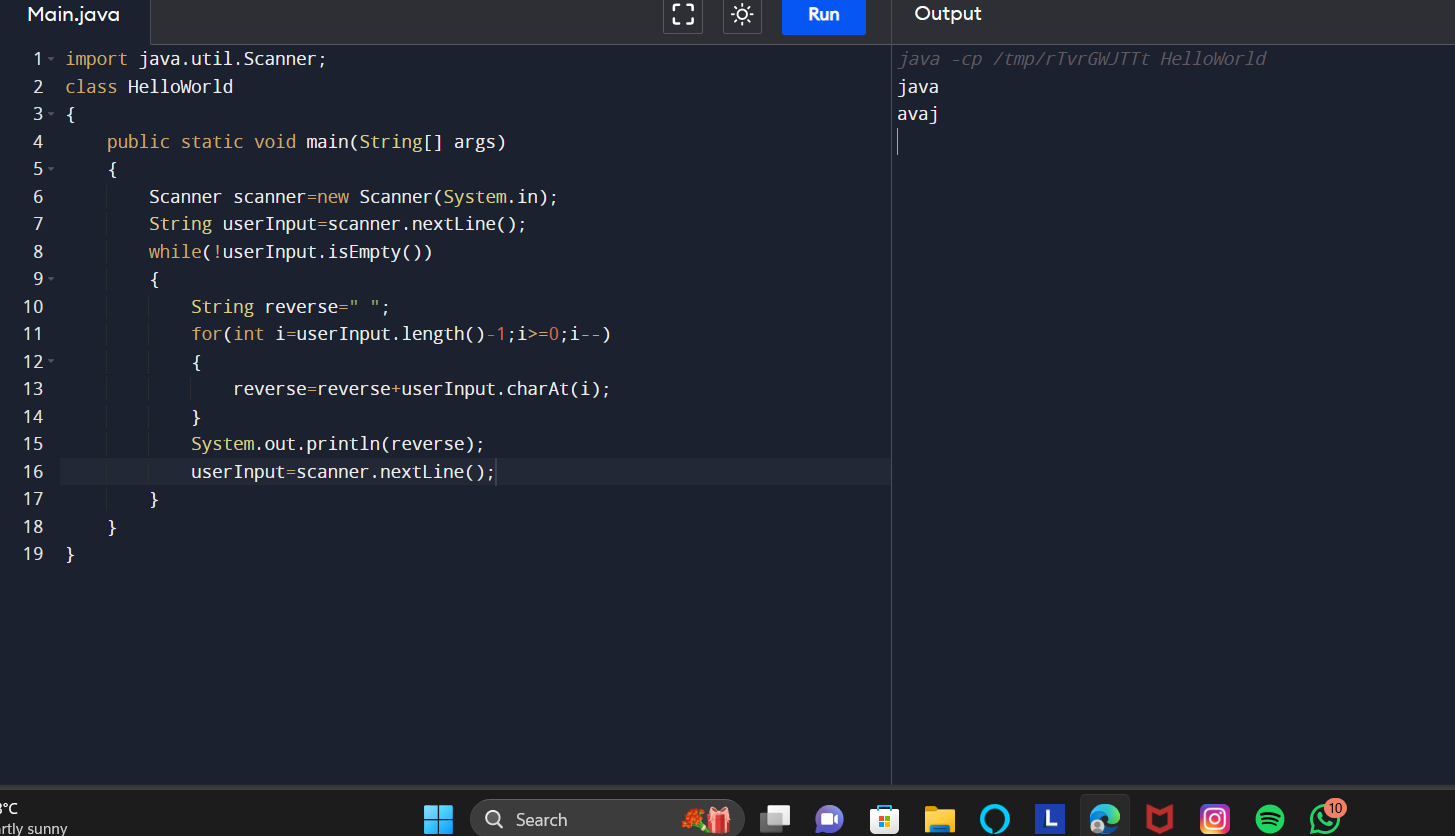 Main.java
Run
Output
1 import java.util.Scanner;
2 class HelloWorld
3 {
4 public static void main(String[] args)
5 {
6 Scanner scanner=new Scanner(System.in);
7 String userInput=scanner.nextLine();
8 while(!userInput.isEmpty())
9 {
10 String reverse=" ";
11 for(int i=userInput.length()-1;i>=0;i--)
12 {
13 reverse=reverse+userInput.charAt(i);
14 }
15 System.out.println(reverse);
16 userInput=scanner.nextLine();
17 }
18 }
19 }
java -cp /tmp/rTvrGWJTTt HelloWorld
java
avaj
°C
rtly sunny
Search
L
10